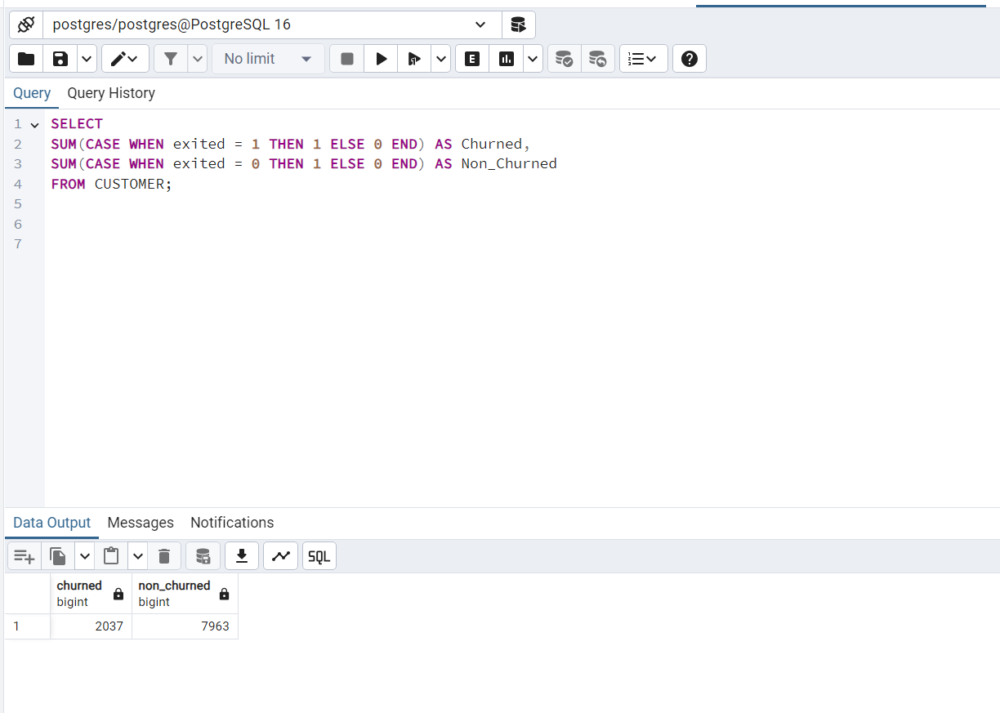 postgres/postgres@PostgreSQL 16
No limit
E
Query Query History
1 SELECT
2 SUM(CASE WHEN exited = 1 THEN 1 ELSE 0 END) AS Churned,
3 SUM(CASE WHEN exited = 0 THEN 1 ELSE 0 END) AS Non_Churned
4 FROM CUSTOMER;
5
6
7
Data Output Messages Notifications
SQL
churned non_churned
bigint bigint
1 2037 7963